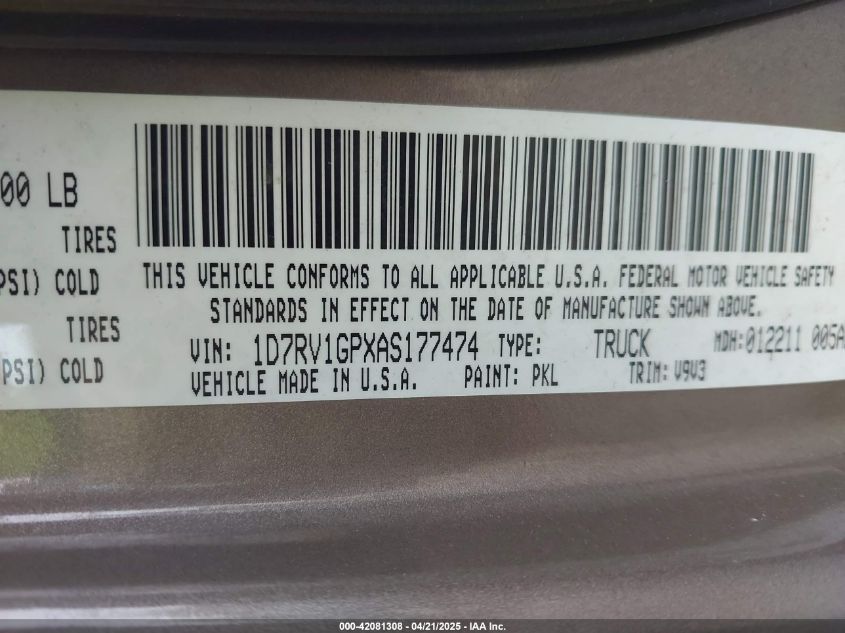 00 LB
TIRES
PSI) COLD
THIS VEHICLE CONFORMS TO ALL APPLICABLE U.S.A. FEDERAL MOTOR VEHICLE SAFETY
STANDARDS IN EFFECT ON THE DATE OF MANUFACTURE SHOWN ABOVE.
TIRES
VIN: 1D7RV1GPXAS177474 TYPE: TRUCK MDH:012211 005A
PSI) COLD
VEHICLE MADE IN U.S.A. PAINT: PKL TRIM: V9V3
000-42081308 - 04/21/2025 - IAA Inc.